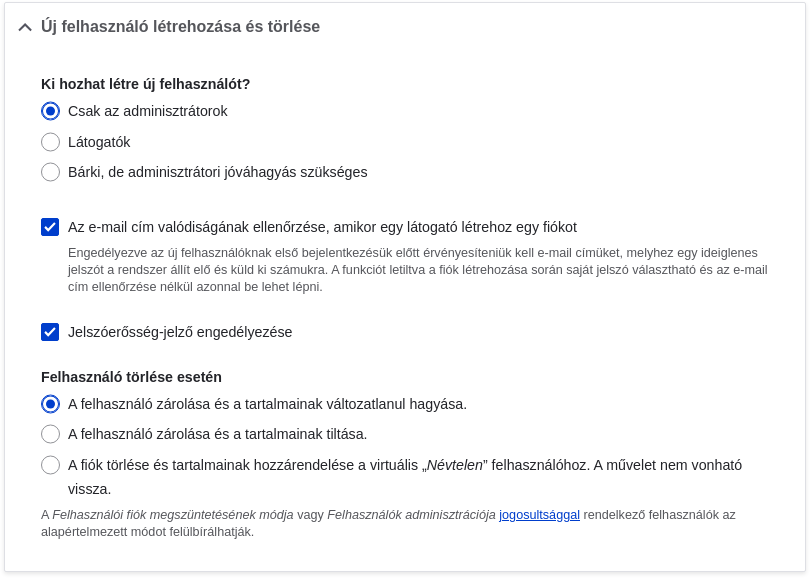 Új felhasználó létrehozása és törlése
Ki hozhat létre új felhasználót?
Csak az adminisztrátorok
Látogatók
Bárki, de adminisztrátori jóváhagyás szükséges
Az e-mail cím valódiságának ellenőrzése, amikor egy látogató létrehoz egy fiókot
Engedélyezve az új felhasználóknak első bejelentkezésük előtt érvényesíteniük kell e-mail címüket, melyhez egy ideiglenes
jelszót a rendszer állít elő és küld ki számukra. A funkciót letiltva a fiók létrehozása során saját jelszó választható és az e-mail
cím ellenőrzése nélkül azonnal be lehet lépni.
Jelszóerősség-jelző engedélyezése
Felhasználó törlése esetén
A felhasználó zárolása és a tartalmainak változatlanul hagyása.
A felhasználó zárolása és a tartalmainak tiltása.
A fiók törlése és tartalmainak hozzárendelése a virtuális „Névtelen” felhasználóhoz. A művelet nem vonható
vissza.
A Felhasználói fiók megszüntetésének módja vagy Felhasználók adminisztrációja jogosultsággal rendelkező felhasználók az
alapértelmezett módot felülbírálhatják.